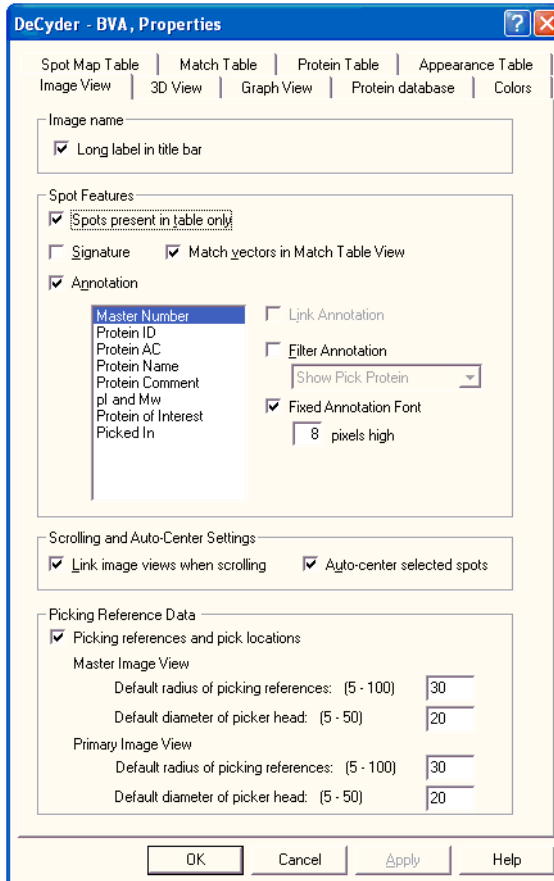 DeCyder - BVA, Properties
Spot Map Table Match Table Protein Table Appearance Table
Image View 3D View Graph View Protein database Colors
Image name
Long label in title bar
Spot Features
Spots present in table only
Signature Match vectors in Match Table View
Annotation
Master Number Link Annotation
Protein ID
Protein AC Filter Annotation
Protein Name Show Pick Protein
Protein Comment
pI and Mw Fixed Annotation Font
Protein of Interest
Picked In 8 pixels high
Scrolling and Auto-Center Settings
Link image views when scrolling Auto-center selected spots
Picking Reference Data
Picking references and pick locations
Master Image View
Default radius of picking references: (5 - 100) 30
Default diameter of picker head: (5 - 50) 20
Primary Image View
Default radius of picking references: (5 - 100) 30
Default diameter of picker head: (5 - 50) 20
OK Cancel Apply Help